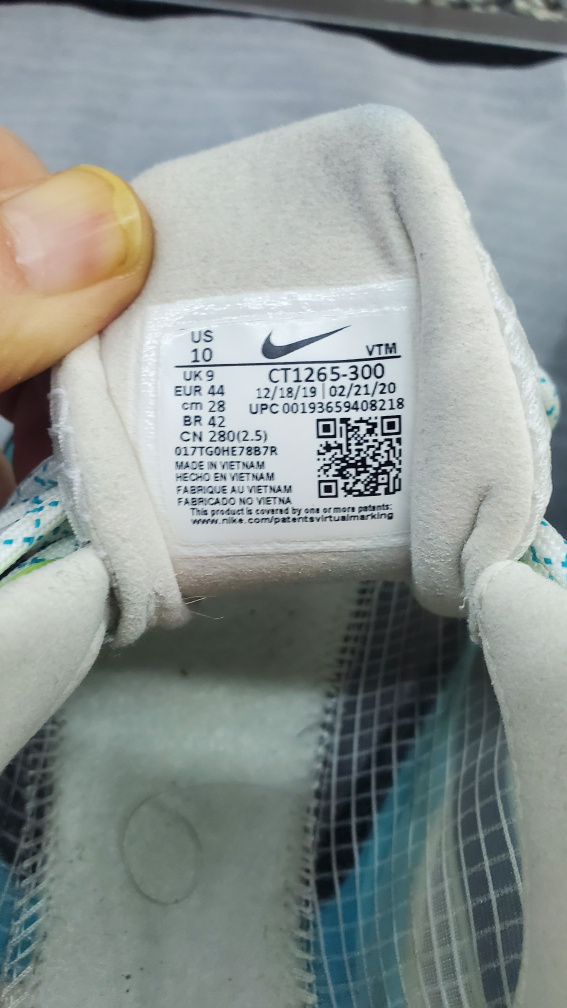 US
10
VTM
UK 9
CT1265-300
EUR 44
12/18/19 | 02/21/20
cm 28
UPC 00193659408218
BR 42
CN 280(2.5)
017TG0HE78B7R
MADE IN VIETNAM
HECHO EN VIETNAM
FABRIQUE AU VIETNAM
FABRICADO NO VIETNA
This product is covered by one or more patents:
www.nike.com/patentsvirtualmarking